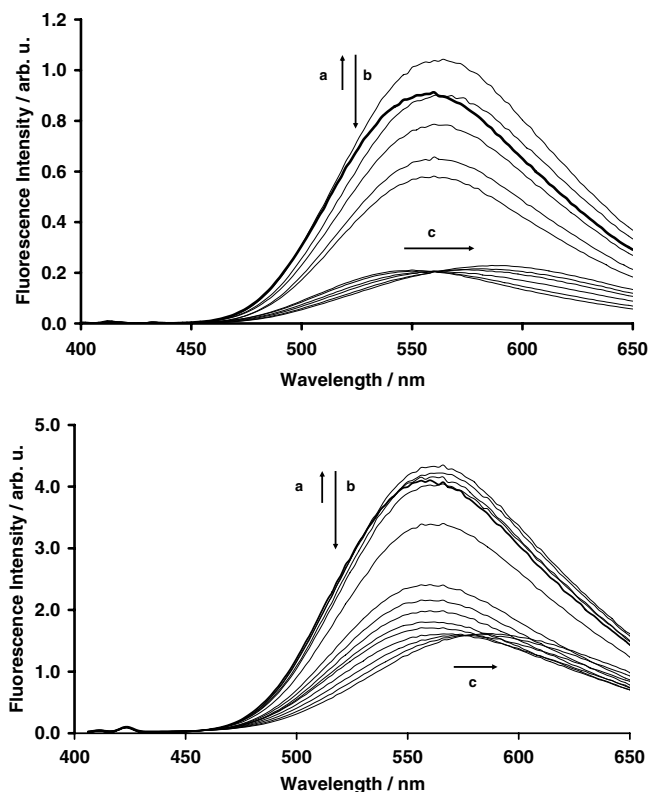 Fluorescence Intensity / arb. u.
1.2
1.0
0.8
0.6
0.4
0.2
0.0
a b
c
400 450 500 550 600 650
Wavelength / nm
Fluorescence Intensity / arb. u.
5.0
4.0
3.0
2.0
1.0
0.0
a b
c
400 450 500 550 600 650
Wavelength / nm